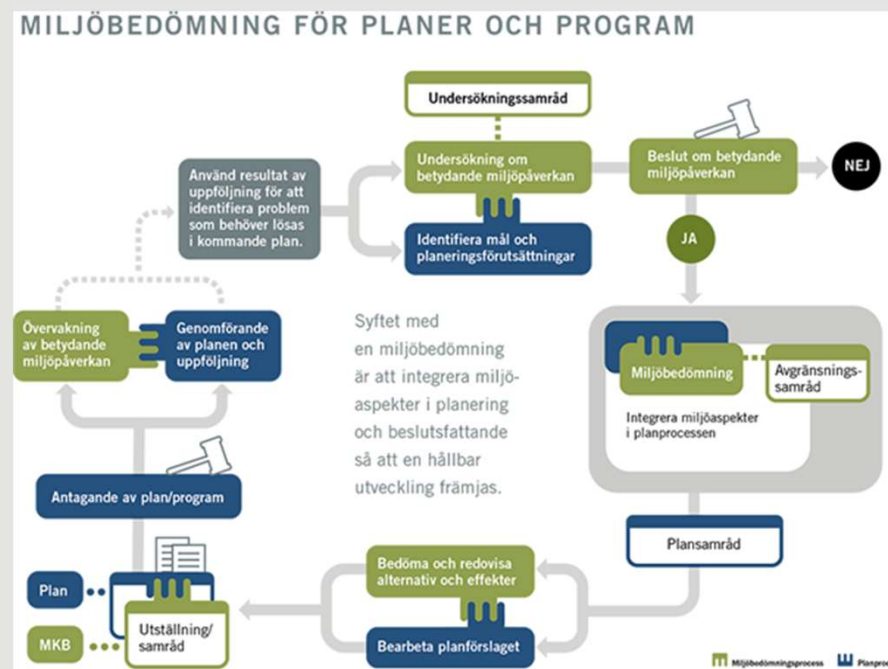 MILJÖBEDÖMNING FÖR PLANER OCH PROGRAM
Undersökningssamråd
Undersökning om
betydande miljöpåverkan
Beslut om betydande
miljöpåverkan
NEJ
JA
Använd resultat av
uppföljning för att
identifiera problem
som behöver lösas
i kommande plan.
Identifiera mål och
planeringsförutsättningar
Övervakning
av betydande
miljöpåverkan
Genomförande
av planen och
uppföljning
Syftet med
en miljöbedömning
är att integrera miljö-
aspekter i planering
och beslutsfattande
så att en hållbar
utveckling främjas.
Miljöbedömning
Avgränsnings-
samråd
Integrera miljöaspekter
i planprocessen
Antagande av plan/program
Plansamråd
Bedöma och redovisa
alternativ och effekter
Bearbeta planförslaget
Plan
MKB
Utställning/
samråd
Miljöbedömningsprocess